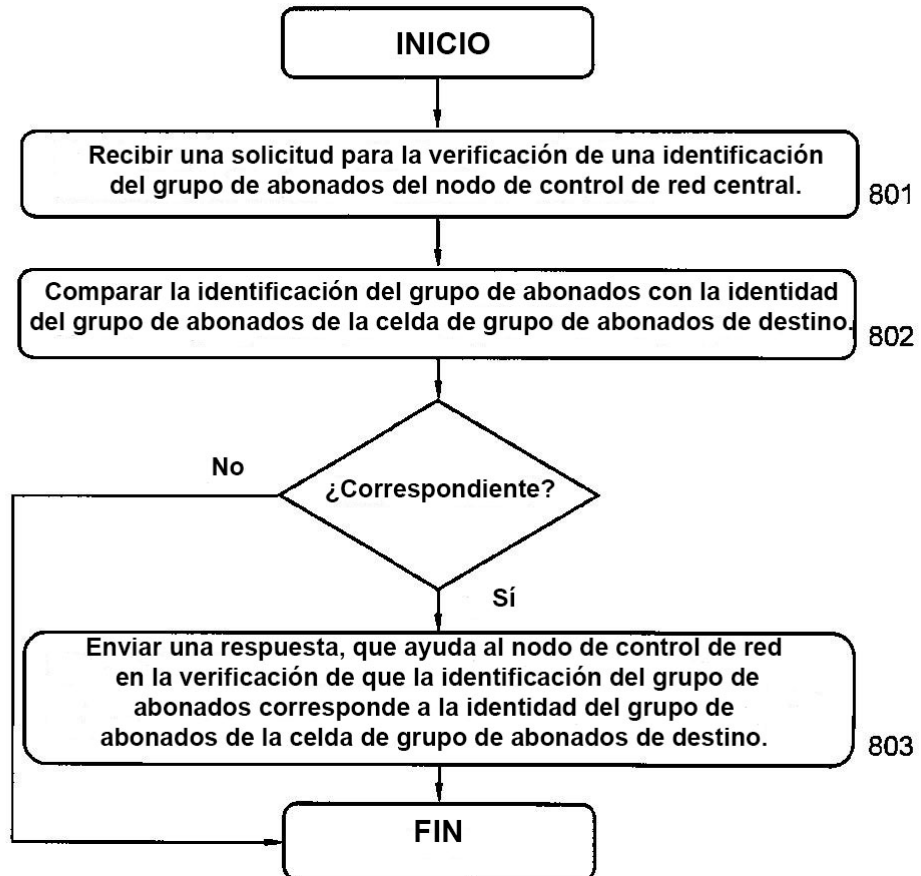 INICIO
Recibir una solicitud para la verificación de una identificación
del grupo de abonados del nodo de control de red central.
801
Comparar la identificación del grupo de abonados con la identidad
del grupo de abonados de la celda de grupo de abonados de destino.
802
No
¿Correspondiente?
Sí
Enviar una respuesta, que ayuda al nodo de control de red
en la verificación de que la identificación del grupo de
abonados corresponde a la identidad del grupo de
abonados de la celda de grupo de abonados de destino.
803
FIN